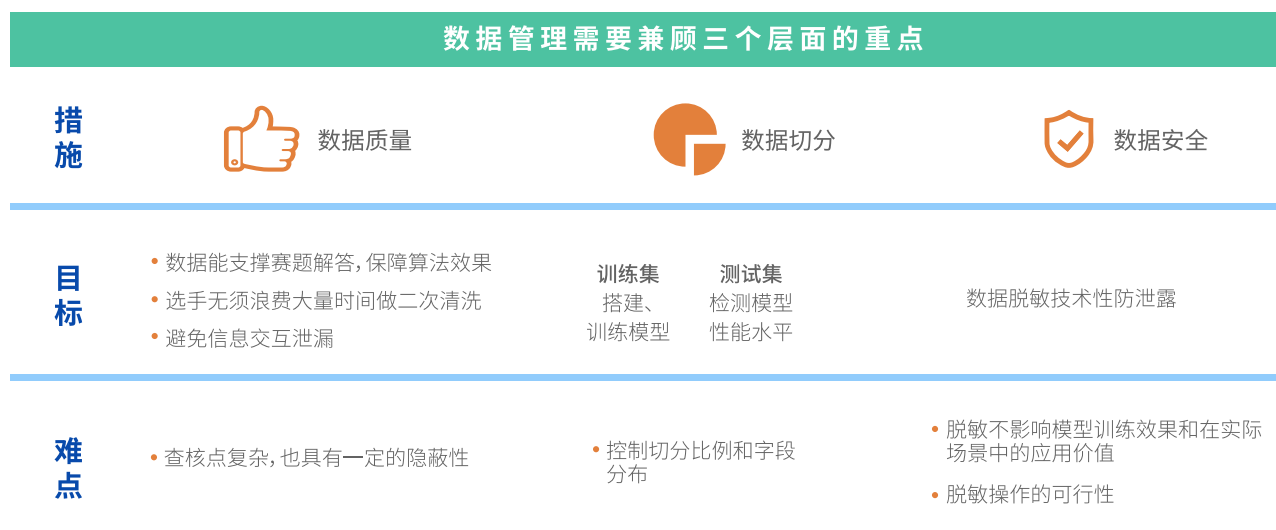 数据管理需要兼顾三个层面的重点
措施
数据质量
数据切分
数据安全
目标
• 数据能支撑赛题解答，保障算法效果
• 选手无须浪费大量时间做二次清洗
• 避免信息交互泄漏
训练集
搭建、
训练模型
测试集
检测模型
性能水平
数据脱敏技术性防泄露
难点
• 查核点复杂，也具有一定的隐蔽性
• 控制切分比例和字段
分布
• 脱敏不影响模型训练效果和在实际
场景中的应用价值
• 脱敏操作的可行性